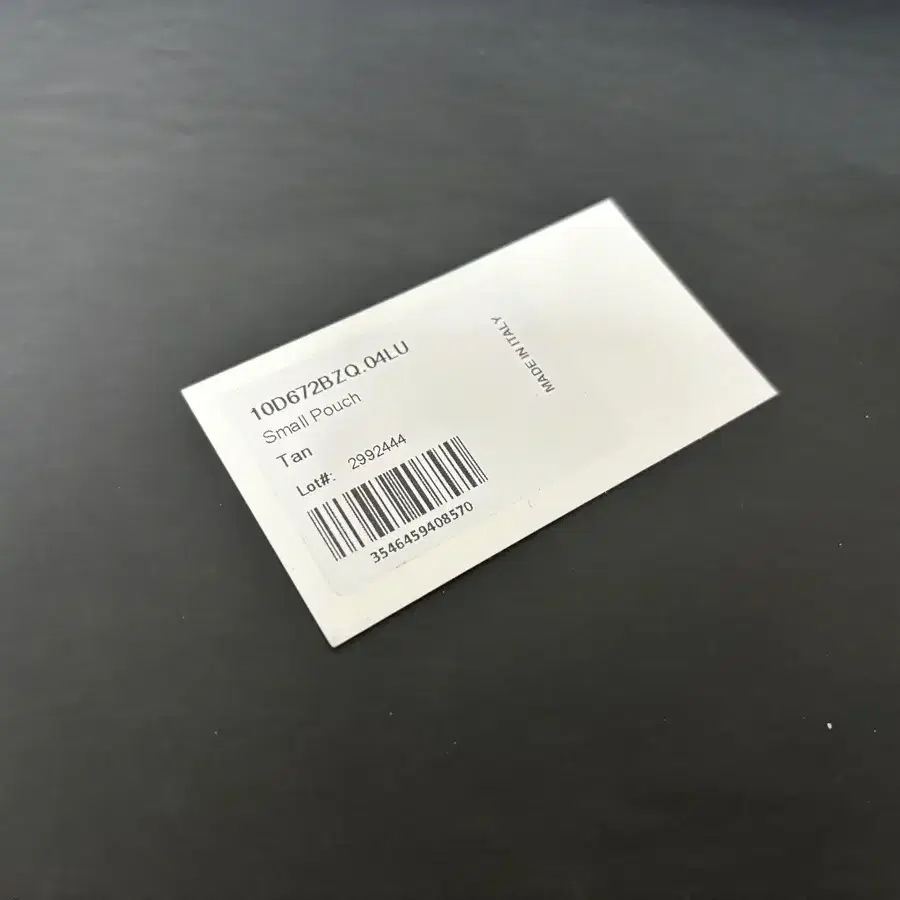 10D672BZQ.04LU
Small Pouch
Tan
Lot#: 2992444
3546459408570
MADE IN ITALY